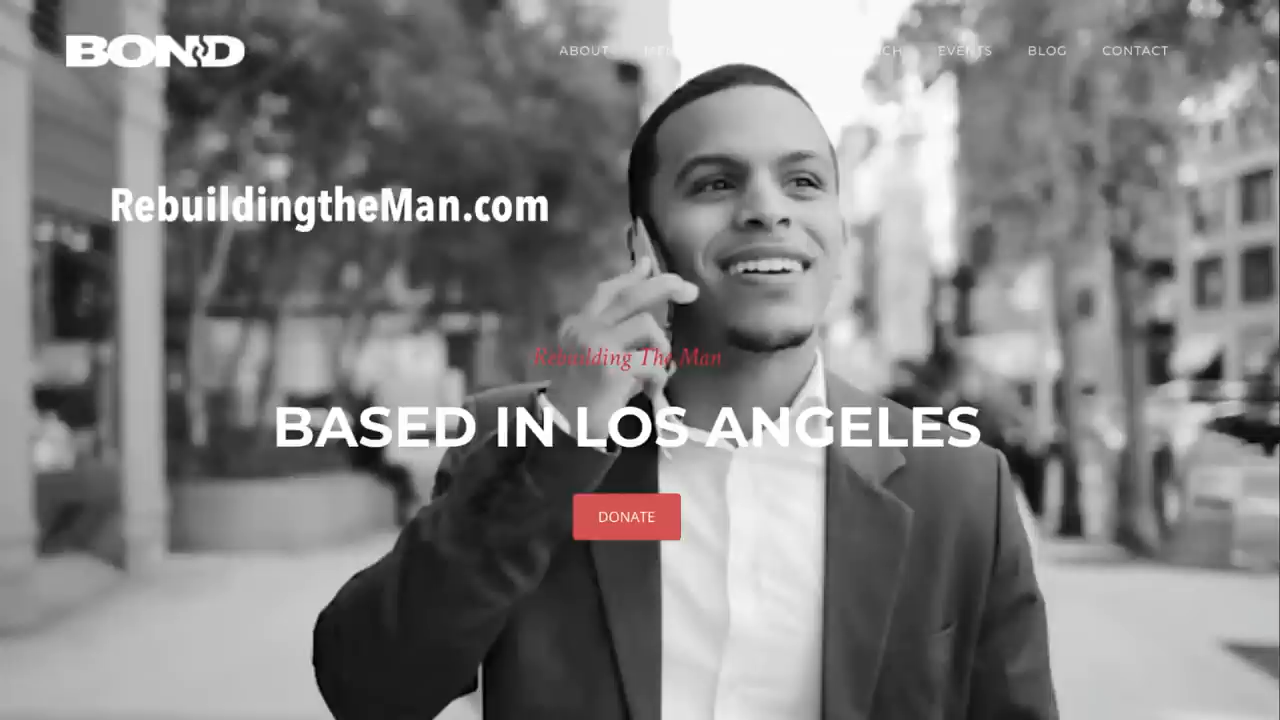 BOND
ABOUT
EVENTS
BLOG
CONTACT
RebuildingtheMan.com
Rebuilding The Man
BASED IN LOS ANGELES
DONATE